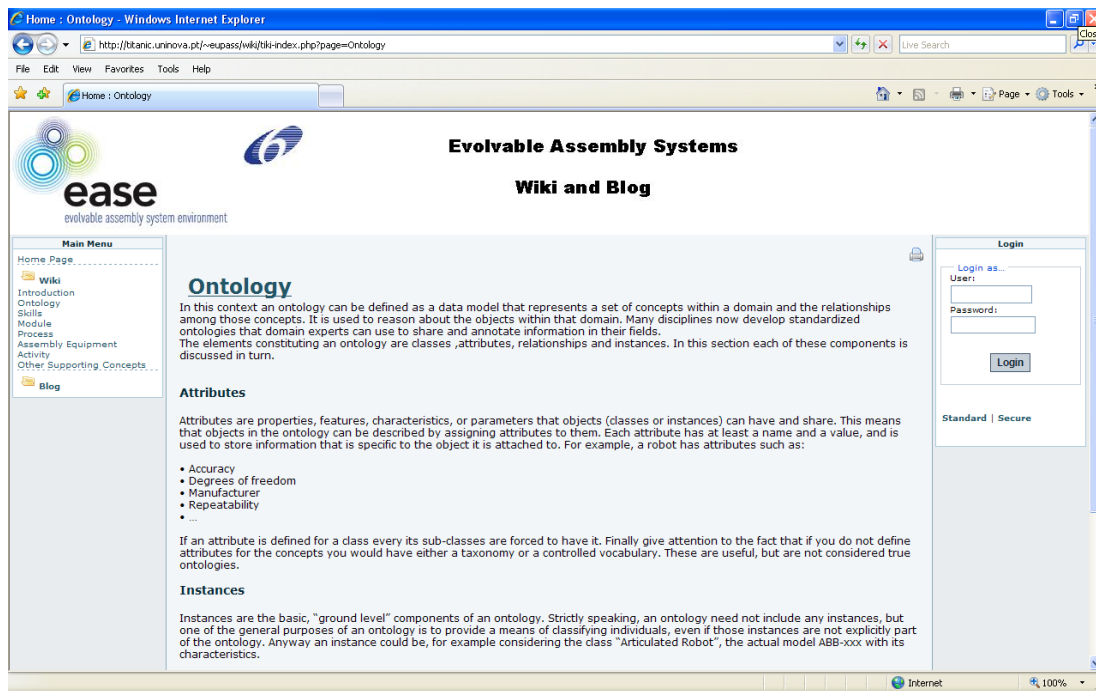 Home : Ontology - Windows Internet Explorer
Clos
http://titanic.uninova.pt/~eupass/wiki/tiki-index.php?page=Ontology
Live Search
File Edit View Favorites Tools Help
Home : Ontology
Page Tools
6
Evolvable Assembly Systems
Wiki and Blog
ease
evolvable assembly system environment
Main Menu
Home Page
Wiki
Introduction
Ontology
Skills
Module
Process
Assembly Equipment
Activity
Other Supporting Concepts
Blog
Ontology
In this context an ontology can be defined as a data model that represents a set of concepts within a domain and the relationships
among those concepts. It is used to reason about the objects within that domain. Many disciplines now develop standardized
ontologies that domain experts can use to share and annotate information in their fields.
The elements constituting an ontology are classes ,attributes, relationships and instances. In this section each of these components is
discussed in turn.
Attributes
Attributes are properties, features, characteristics, or parameters that objects (classes or instances) can have and share. This means
that objects in the ontology can be described by assigning attributes to them. Each attribute has at least a name and a value, and is
used to store information that is specific to the object it is attached to. For example, a robot has attributes such as:
• Accuracy
• Degrees of freedom
• Manufacturer
• Repeatability
• ...
If an attribute is defined for a class every its sub-classes are forced to have it. Finally give attention to the fact that if you do not define
attributes for the concepts you would have either a taxonomy or a controlled vocabulary. These are useful, but are not considered true
ontologies.
Instances
Instances are the basic, “ground level” components of an ontology. Strictly speaking, an ontology need not include any instances, but
one of the general purposes of an ontology is to provide a means of classifying individuals, even if those instances are not explicitly part
of the ontology. Anyway an instance could be, for example considering the class “Articulated Robot”, the actual model ABB-xxx with its
characteristics.
Login
Login as...
User:
Password:
Login
Standard | Secure
Internet
100%